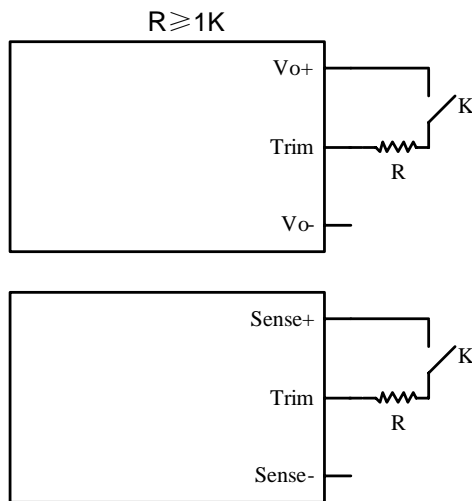 R≥1K
Vo+
K
Trim
R
Vo-
Sense+
K
Trim
R
Sense-